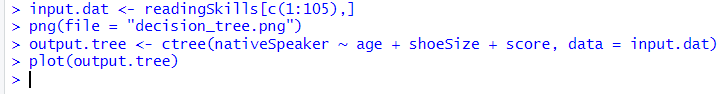 > input.dat <- readingSkills[c(1:105),]
> png(file = "decision_tree.png")
> output.tree <- ctree(nativeSpeaker ~ age + shoeSize + score, data = input.dat)
> plot(output.tree)
>